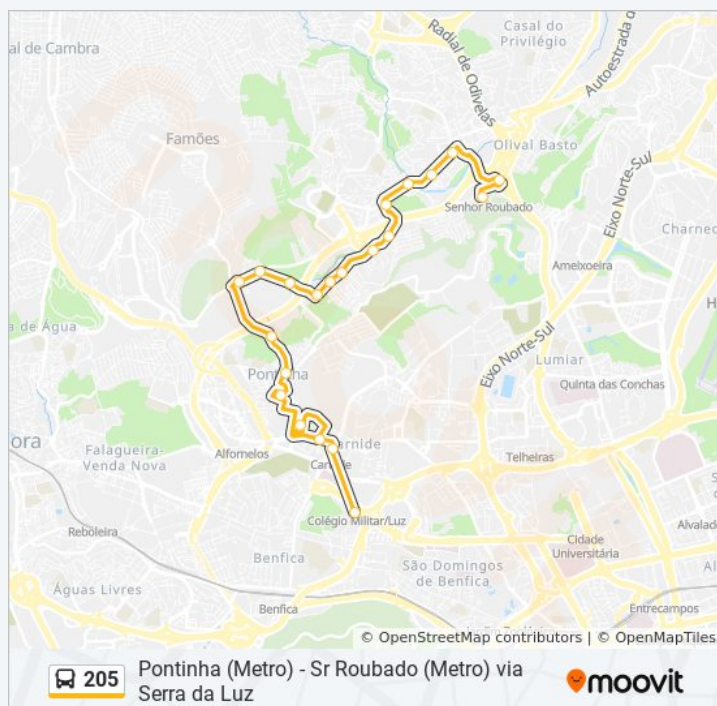 Casal do
Privilégio
al de Cambra
Radial de Odivelas
Autoestrada d
Famões
Olival Basto
Eixo Norte-Sul
Senhor Roubado
Charnec
Ameixoeira
a de Água
H
Eixo Norte-Sul
Lumiar
Pontinha
Quinta das Conchas
ora
Falagueira-
Venda Nova
Alfornelos
arnide
Carnide
Telheiras
S
Reboleira
Colégio Militar/Luz
Alvalad
Cidade
Universitária
Benfica
São Domingos
de Benfica
Al
Águas Livres
Benfica
Entrecampos
© OpenStreetMap contributors | © OpenMapTiles
205
Pontinha (Metro) - Sr Roubado (Metro) via
Serra da Luz
moovit